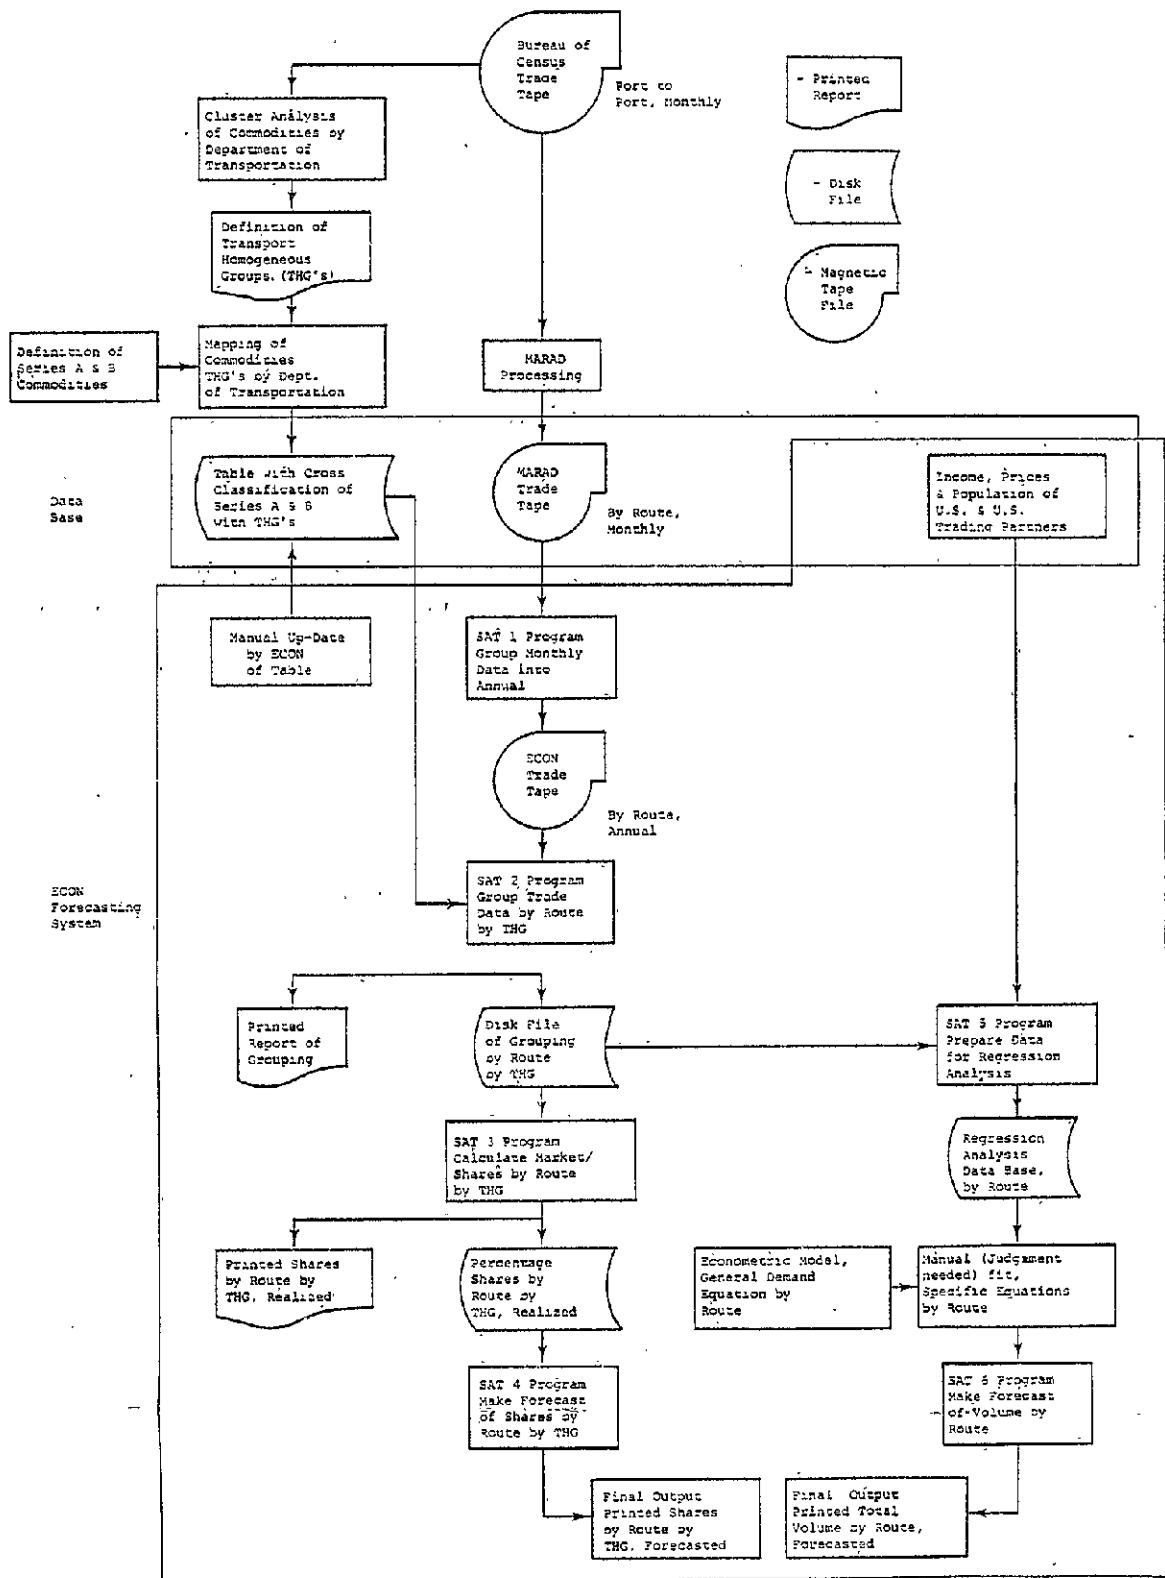 Bureau of
Census
Trade
Tape
Port to
Port, Monthly
- Printed
Report
- Disk
File
- Magnetic
Tape
File
Cluster Analysis
of Commodities by
Department of
Transportation
Definition of
Transport
Homogeneous
Groups. (THG's)
Definition of
Series A & B
Commodities
Mapping of
Commodities
THG's by Dept.
of Transportation
MARAD
Processing
Data
Base
Table with Cross
Classification of
Series A & B
with THG's
MARAD
Trade
Tape
By Route,
Monthly
Income, Prices
& Population of
U.S. & U.S.
Trading Partners
Manual Up-Date
by ECON
of Table
SAT 1 Program
Group Monthly
Data into
Annual
ECON
Trade
Tape
By Route,
Annual
SAT 2 Program
Group Trade
Data by Route
by THG
ECON
Forecasting
System
Printed
Report of
Grouping
Disk File
of Grouping
by Route
by THG
SAT 5 Program
Prepare Data
for Regression
Analysis
SAT 3 Program
Calculate Market/
Shares by Route
by THG
Regression
Analysis
Data Base,
by Route
Printed Shares
by Route by
THG, Realized
Percentage
Shares by
Route by
THG, Realized
Econometric Model,
General Demand
Equation by
Route
Manual (Judgement
needed) fit,
Specific Equations
by Route
SAT 4 Program
Make Forecast
of Shares by
Route by THG
SAT 6 Program
Make Forecast
of-Volume by
Route
Final Output
Printed Shares
by Route by
THG, Forecasted
Final Output
Printed Total
Volume by Route,
Forecasted